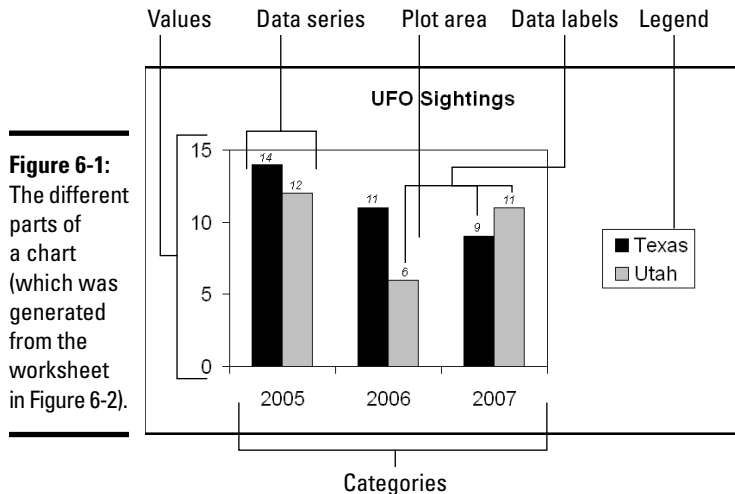 Values Data series Plot area Data labels Legend
UFO Sightings
Figure 6-1:
The different
parts of
a chart
(which was
generated
from the
worksheet
in Figure 6-2).
15
10
5
0
14
12
11
6
9
11
2005 2006 2007
Texas
Utah
Categories